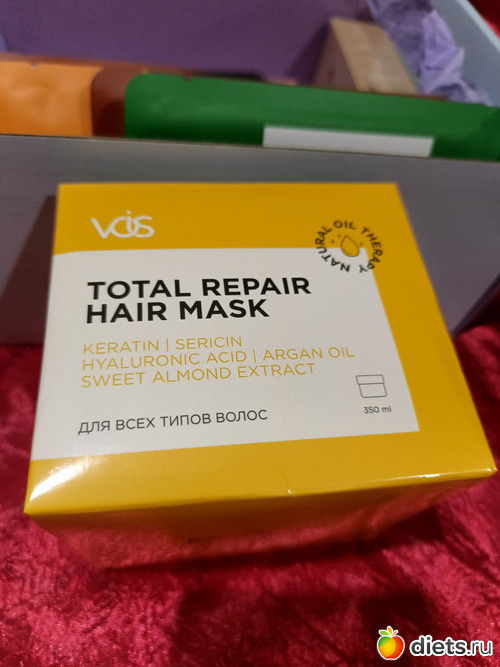 VOIS
NATURAL OIL THERAPY
TOTAL REPAIR
HAIR MASK
KERATIN | SERICIN
HYALURONIC ACID | ARGAN OIL
SWEET ALMOND EXTRACT
350 ml
ДЛЯ ВСЕХ ТИПОВ ВОЛОС
diets.ru